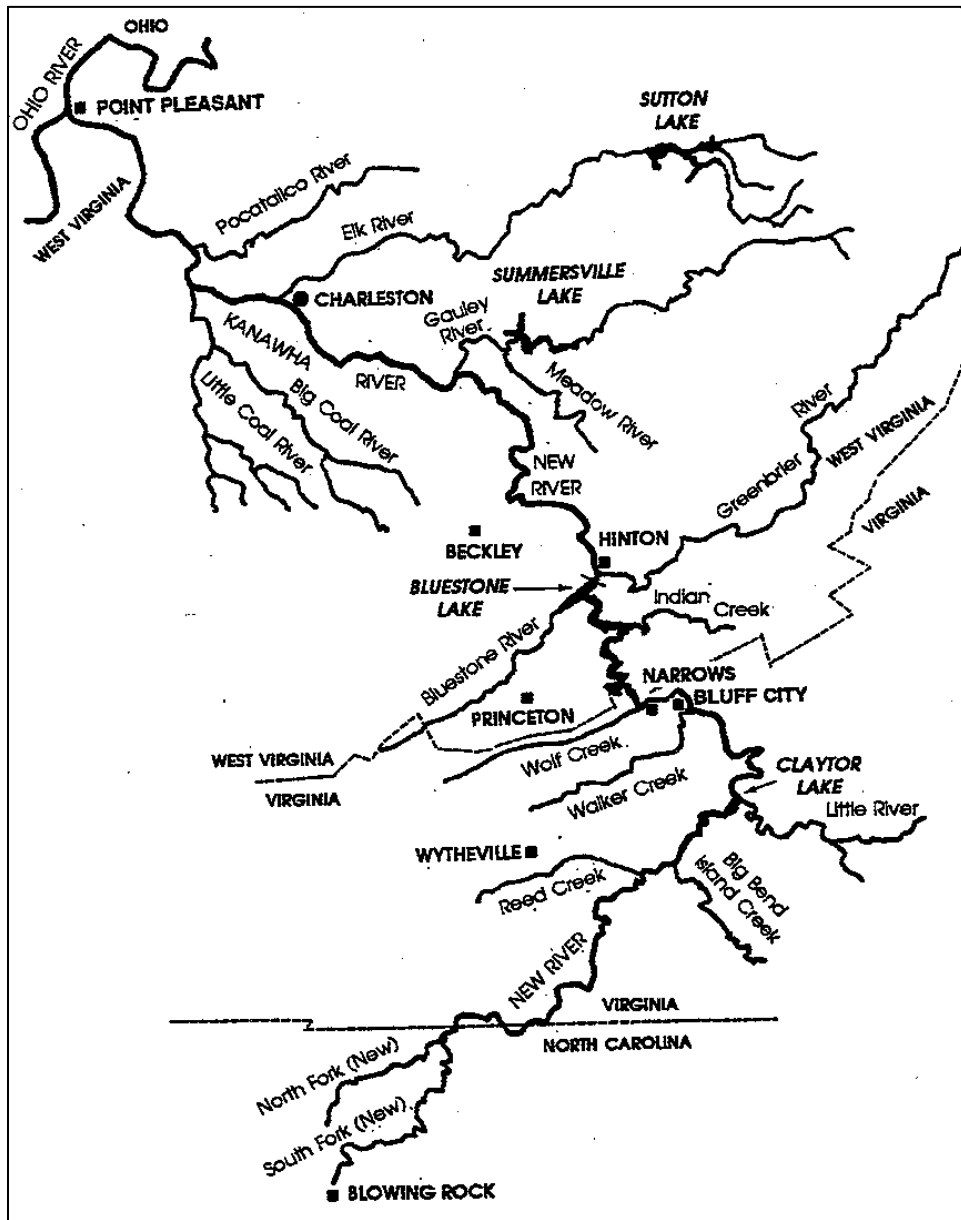 OHIO
OHIO RIVER
POINT PLEASANT
WEST VIRGINIA
SUTTON
LAKE
Pocatalico River
Elk River
SUMMERSVILLE
LAKE
CHARLESTON
Gauley
River
KANAWHA
RIVER
Meadow River
Big Coal River
Little Coal River
River
WEST VIRGINIA
NEW
RIVER
Greenbrier
VIRGINIA
BECKLEY
HINTON
BLUESTONE
LAKE
Indian
Creek
Bluestone River
NARROWS
BLUFF CITY
PRINCETON
WEST VIRGINIA
VIRGINIA
Wolf Creek
Walker Creek
CLAYTOR
LAKE
Little River
WYTHEVILLE
Reed Creek
Big Bend
Island Creek
NEW RIVER
VIRGINIA
NORTH CAROLINA
North Fork (New)
South Fork (New)
BLOWING ROCK